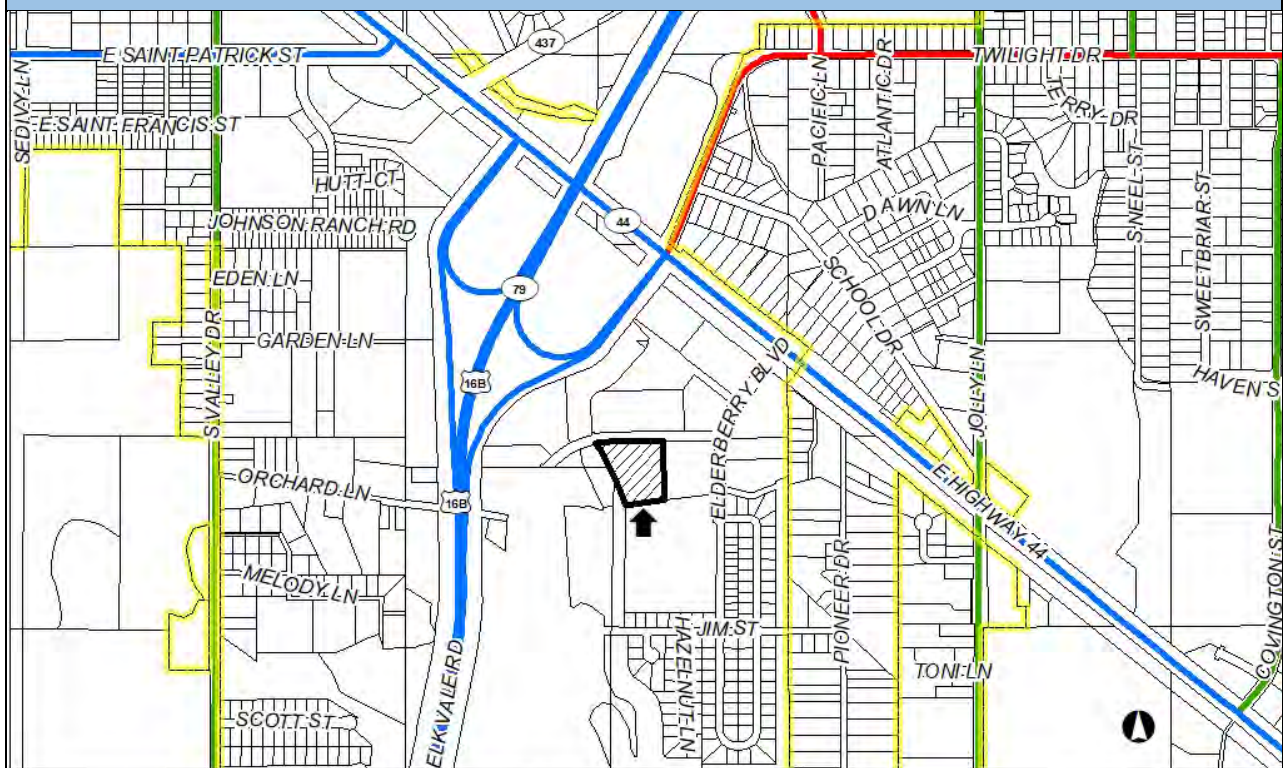 437
E SAINT PATRICK ST
TWILIGHT DR
SEDIVY LN
PACIFIC LN
ATLANTIC DR
TERRY DR
E SAINT FRANCIS ST
HUTT CT
SNEEL ST
SWEETBRIAR ST
DAWN LN
JOHNSON RANCH RD
44
EDEN LN
79
SCHOOL DR
GARDEN LN
S VALLEY DR
ELDERBERRY BLVD
JOLLY LN
16B
HAVEN S
ORCHARD LN
16B
E HIGHWAY 44
MELODY LN
PIONEER DR
COVINGTON ST
JIM ST
HAZELNUT LN
TONI LN
ELK VALE RD
SCOTT ST